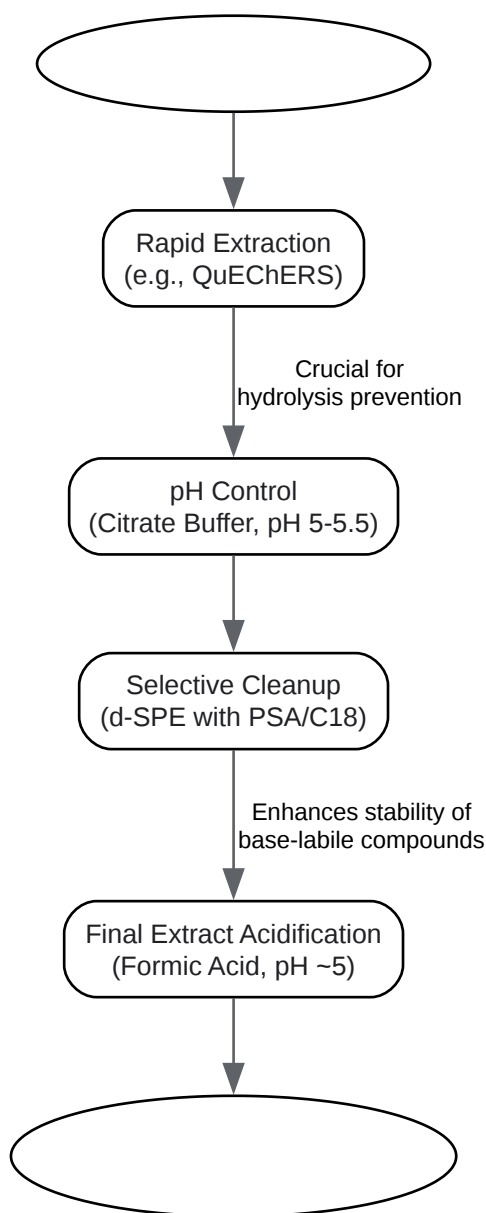 Rapid Extraction
(e.g., QuEChERS)
Crucial for
hydrolysis prevention
pH Control
(Citrate Buffer, pH 5-5.5)
Selective Cleanup
(d-SPE with PSA/C18)
Enhances stability of
base-labile compounds
Final Extract Acidification
(Formic Acid, pH ~5)